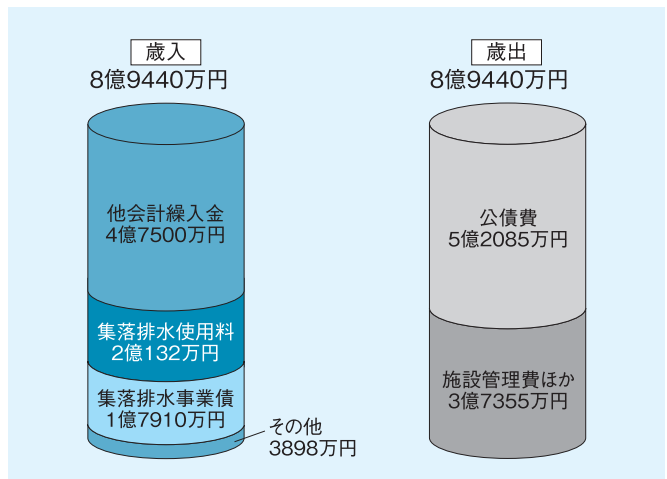 歳入
8億9440万円
他会計繰入金
4億7500万円
集落排水使用料
2億132万円
集落排水事業債
1億7910万円
その他
3898万円
歳出
8億9440万円
公債費
5億2085万円
施設管理費ほか
3億7355万円